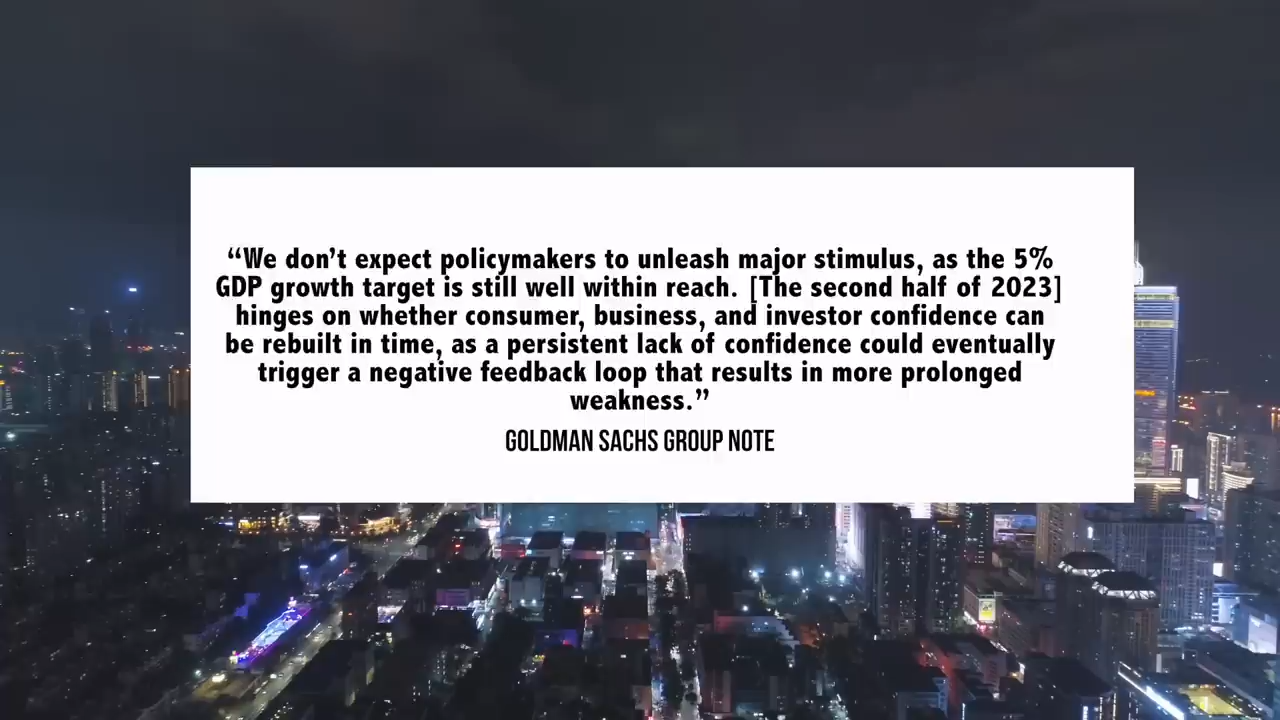 “We don’t expect policymakers to unleash major stimulus, as the 5%
GDP growth target is still well within reach. [The second half of 2023]
hinges on whether consumer, business, and investor confidence can
be rebuilt in time, as a persistent lack of confidence could eventually
trigger a negative feedback loop that results in more prolonged
weakness.”
GOLDMAN SACHS GROUP NOTE